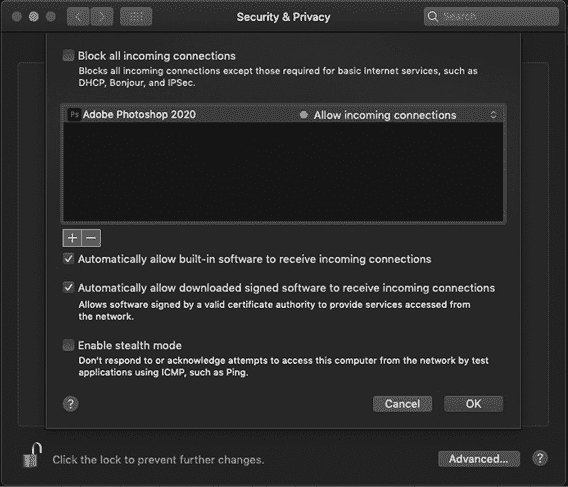 Security & Privacy
Search
Block all incoming connections
Blocks all incoming connections except those required for basic Internet services, such as
DHCP, Bonjour, and IPSec.
Ps Adobe Photoshop 2020 Allow incoming connections
+ −
Automatically allow built-in software to receive incoming connections
Automatically allow downloaded signed software to receive incoming connections
Allows software signed by a valid certificate authority to provide services accessed from
the network.
Enable stealth mode
Don't respond to or acknowledge attempts to access this computer from the network by test
applications using ICMP, such as Ping.
? Cancel OK
Click the lock to prevent further changes. Advanced... ?